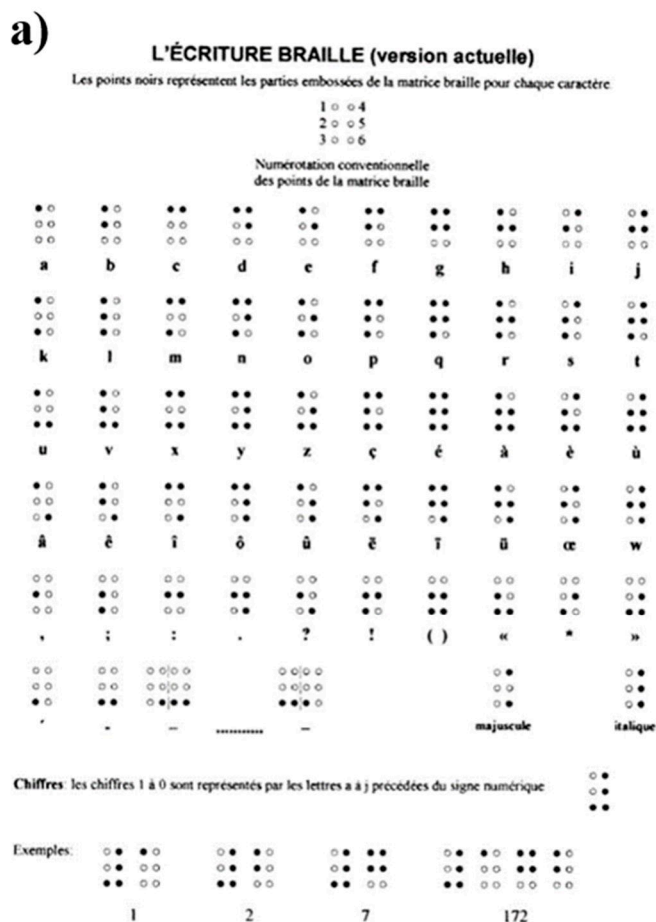 a)
L'ÉCRITURE BRAILLE (version actuelle)
Les points noirs représentent les parties embossées de la matrice braille pour chaque caractère.
1 4
2 5
3 6
Numérotation conventionnelle
des points de la matrice braille
a b c d e f g h i j
k l m n o p q r s t
u v x y z ç é à è ù
â ê î ô û ë ï ü œ w
, ; : . ? ! ( ) « * »
´ - – ........... –
majuscule italique
Chiffres: les chiffres 1 à 0 sont représentés par les lettres a à j précédées du signe numérique
Exemples:
1 2 7 172